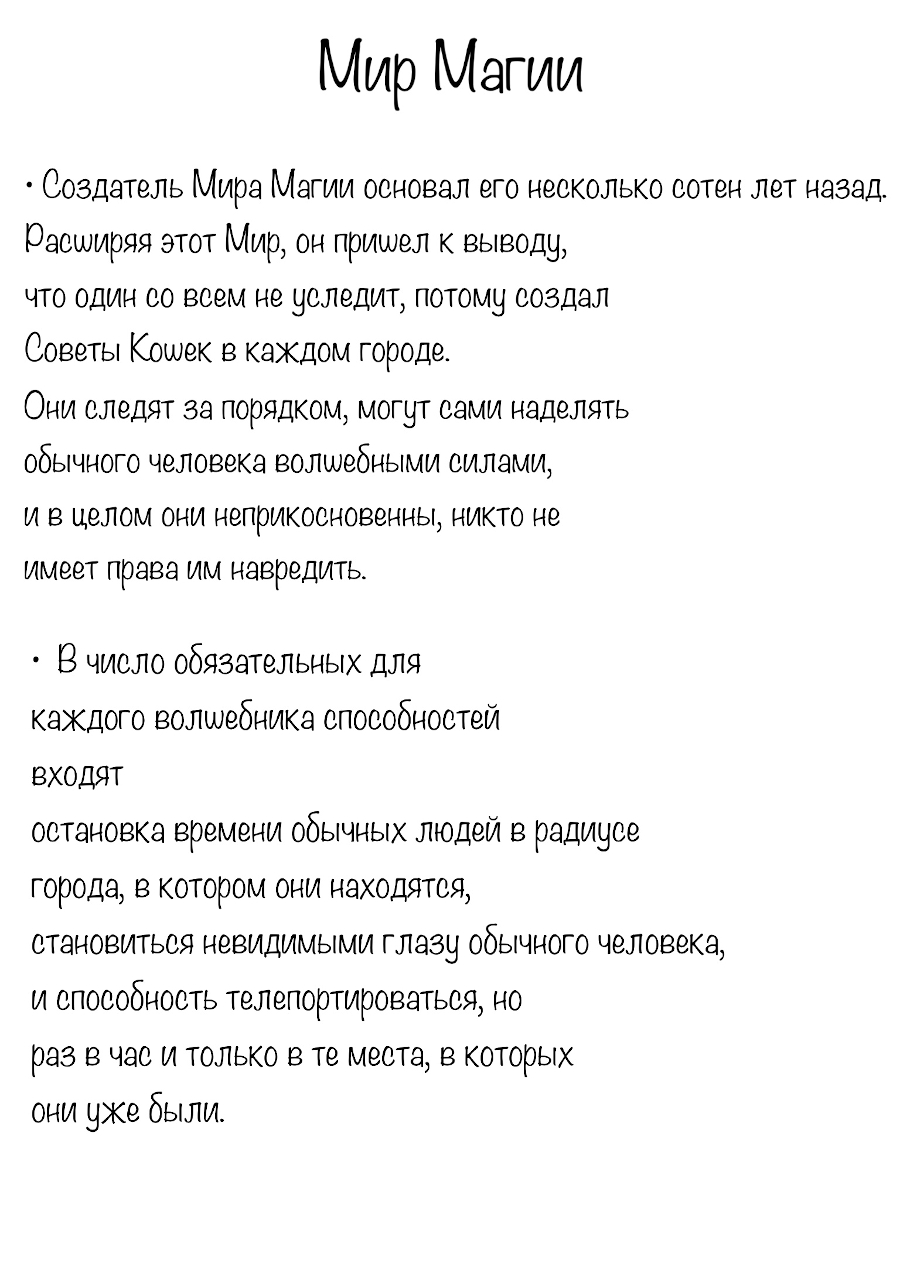 Мир Магии
• Создатель Мира Магии основал его несколько сотен лет назад.
Расширяя этот Мир, он пришел к выводу,
что один со всем не уследит, потому создал
Советы Кошек в каждом городе.
Они следят за порядком, могут сами наделять
обычного человека волшебными силами,
и в целом они неприкосновенны, никто не
имеет права им навредить.
• В число обязательных для
каждого волшебника способностей
входят
остановка времени обычных людей в радиусе
города, в котором они находятся,
становиться невидимыми глазу обычного человека,
и способность телепортироваться, но
раз в час и только в те места, в которых
они уже были.